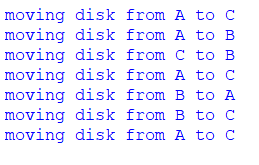 moving disk from A to C
moving disk from A to B
moving disk from C to B
moving disk from A to C
moving disk from B to A
moving disk from B to C
moving disk from A to C